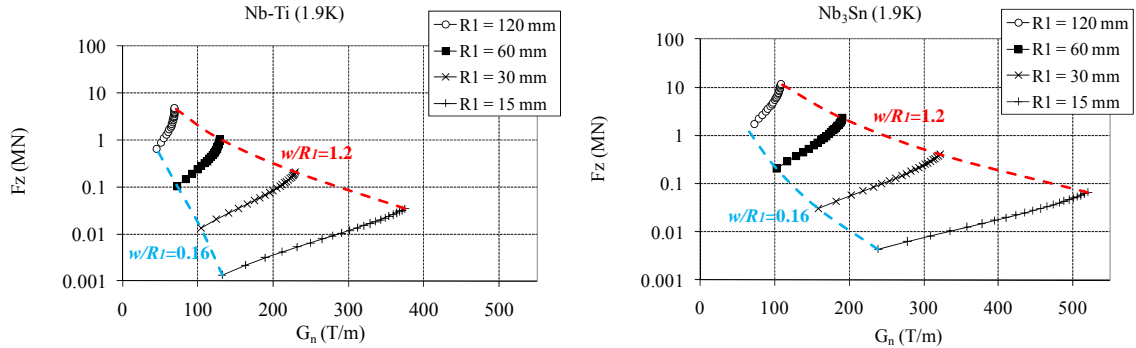 Nb-Ti (1.9K)
R1 = 120 mm
R1 = 60 mm
R1 = 30 mm
R1 = 15 mm
100
10
1
0.1
0.01
0.001
Fz (MN)
w/R1=1.2
w/R1=0.16
0 100 200 300 400 500
Gn (T/m)
Nb3Sn (1.9K)
R1 = 120 mm
R1 = 60 mm
R1 = 30 mm
R1 = 15 mm
100
10
1
0.1
0.01
0.001
Fz (MN)
w/R1=1.2
w/R1=0.16
0 100 200 300 400 500
Gn (T/m)